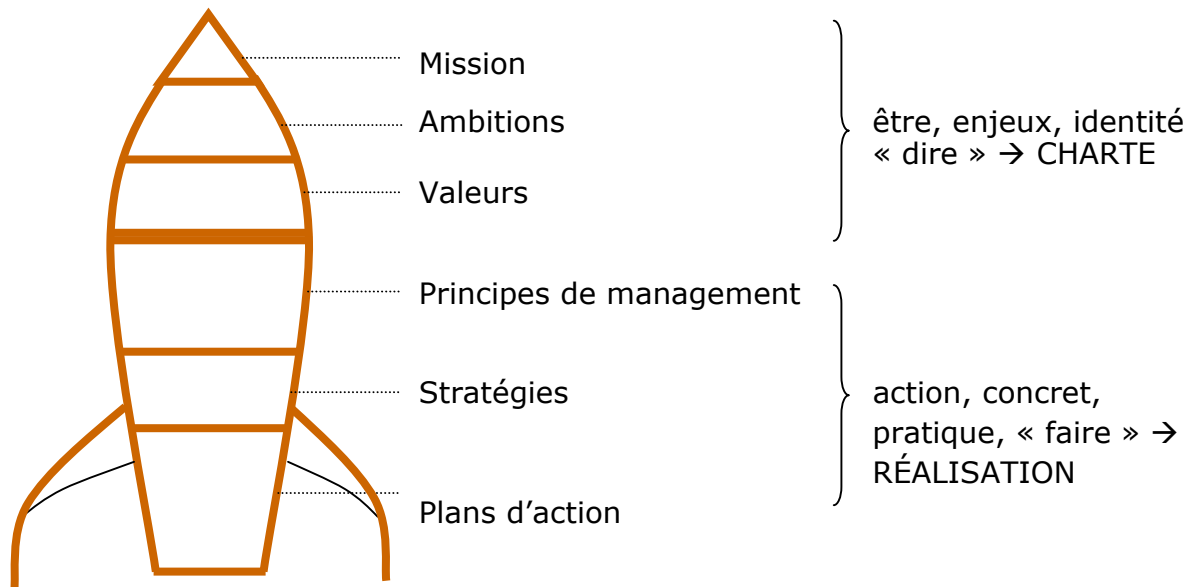 Mission
Ambitions
Valeurs
être, enjeux, identité
« dire » → CHARTE
Principes de management
Stratégies
Plans d’action
action, concret,
pratique, « faire » →
RÉALISATION